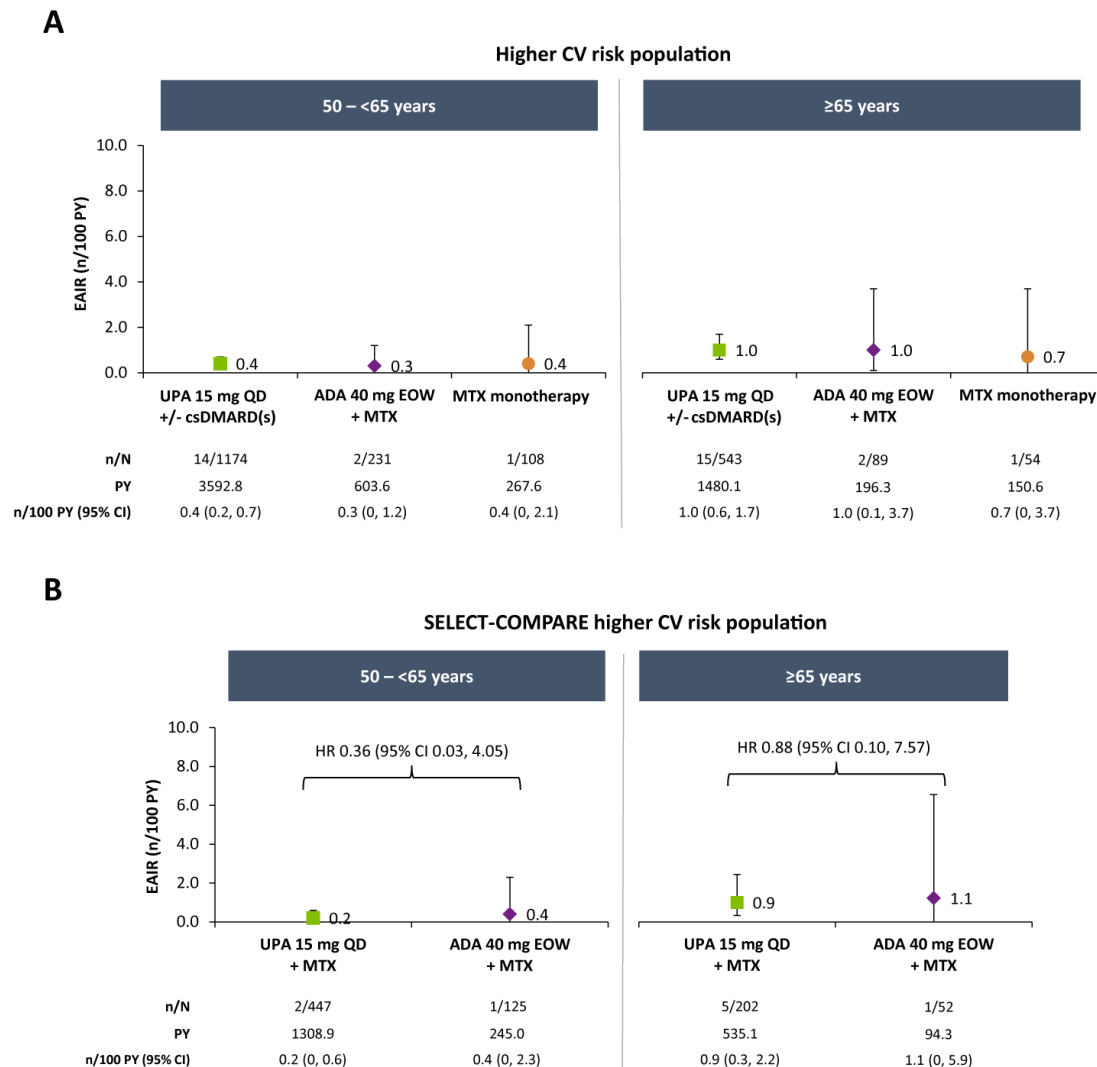 A
Higher CV risk population
50 – <65 years
≥65 years
EAIR (n/100 PY)
10.0
8.0
6.0
4.0
2.0
0.0
0.4
0.3
0.4
1.0
1.0
0.7
UPA 15 mg QD
+/- csDMARD(s)
ADA 40 mg EOW
+ MTX
MTX monotherapy
UPA 15 mg QD
+/- csDMARD(s)
ADA 40 mg EOW
+ MTX
MTX monotherapy
n/N 14/1174 2/231 1/108 15/543 2/89 1/54
PY 3592.8 603.6 267.6 1480.1 196.3 150.6
n/100 PY (95% CI) 0.4 (0.2, 0.7) 0.3 (0, 1.2) 0.4 (0, 2.1) 1.0 (0.6, 1.7) 1.0 (0.1, 3.7) 0.7 (0, 3.7)
B
SELECT-COMPARE higher CV risk population
50 – <65 years
≥65 years
EAIR (n/100 PY)
10.0
8.0
6.0
4.0
2.0
0.0
HR 0.36 (95% CI 0.03, 4.05)
HR 0.88 (95% CI 0.10, 7.57)
0.2
0.4
0.9
1.1
UPA 15 mg QD
+ MTX
ADA 40 mg EOW
+ MTX
UPA 15 mg QD
+ MTX
ADA 40 mg EOW
+ MTX
n/N 2/447 1/125 5/202 1/52
PY 1308.9 245.0 535.1 94.3
n/100 PY (95% CI) 0.2 (0, 0.6) 0.4 (0, 2.3) 0.9 (0.3, 2.2) 1.1 (0, 5.9)